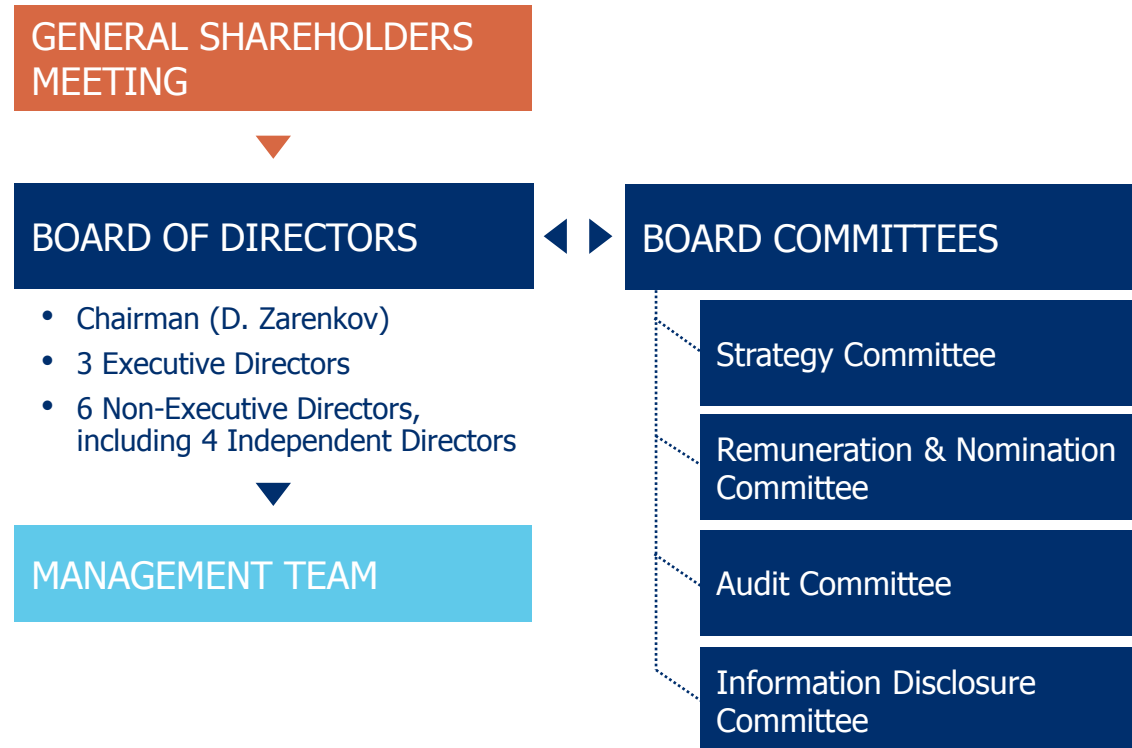 GENERAL SHAREHOLDERS
MEETING
BOARD OF DIRECTORS
• Chairman (D. Zarenkov)
• 3 Executive Directors
• 6 Non-Executive Directors,
including 4 Independent Directors
MANAGEMENT TEAM
BOARD COMMITTEES
Strategy Committee
Remuneration & Nomination
Committee
Audit Committee
Information Disclosure
Committee